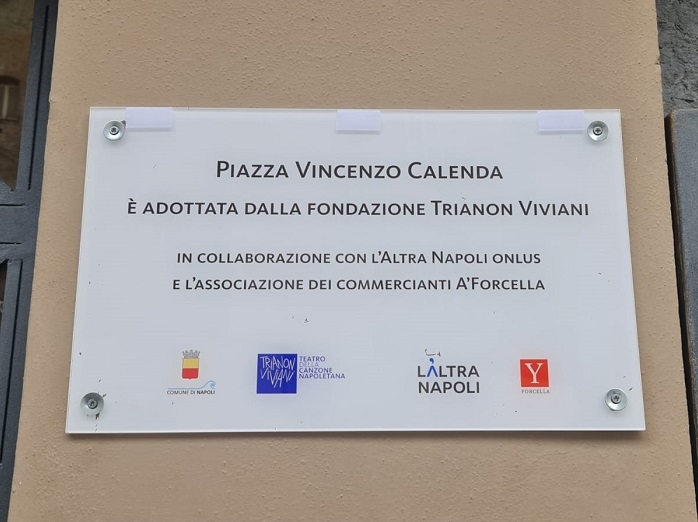 PIAZZA VINCENZO CALENDA
È ADOTTATA DALLA FONDAZIONE TRIANON VIVIANI
IN COLLABORAZIONE CON L'ALTRA NAPOLI ONLUS
E L'ASSOCIAZIONE DEI COMMERCIANTI A'FORCELLA
COMUNE DI NAPOLI
TRIANON
VIVIANI
TEATRO
DELLA
CANZONE
NAPOLETANA
L'ALTRA
NAPOLI
Y
FORCELLA